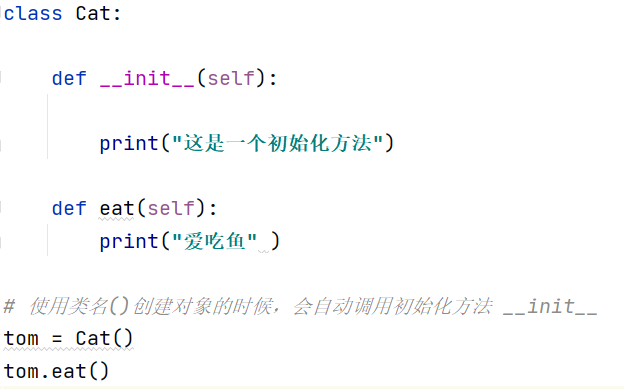 class Cat:
def __init__(self):
print("这是一个初始化方法")
def eat(self):
print("爱吃鱼" )
# 使用类名()创建对象的时候，会自动调用初始化方法 __init__
tom = Cat()
tom.eat()